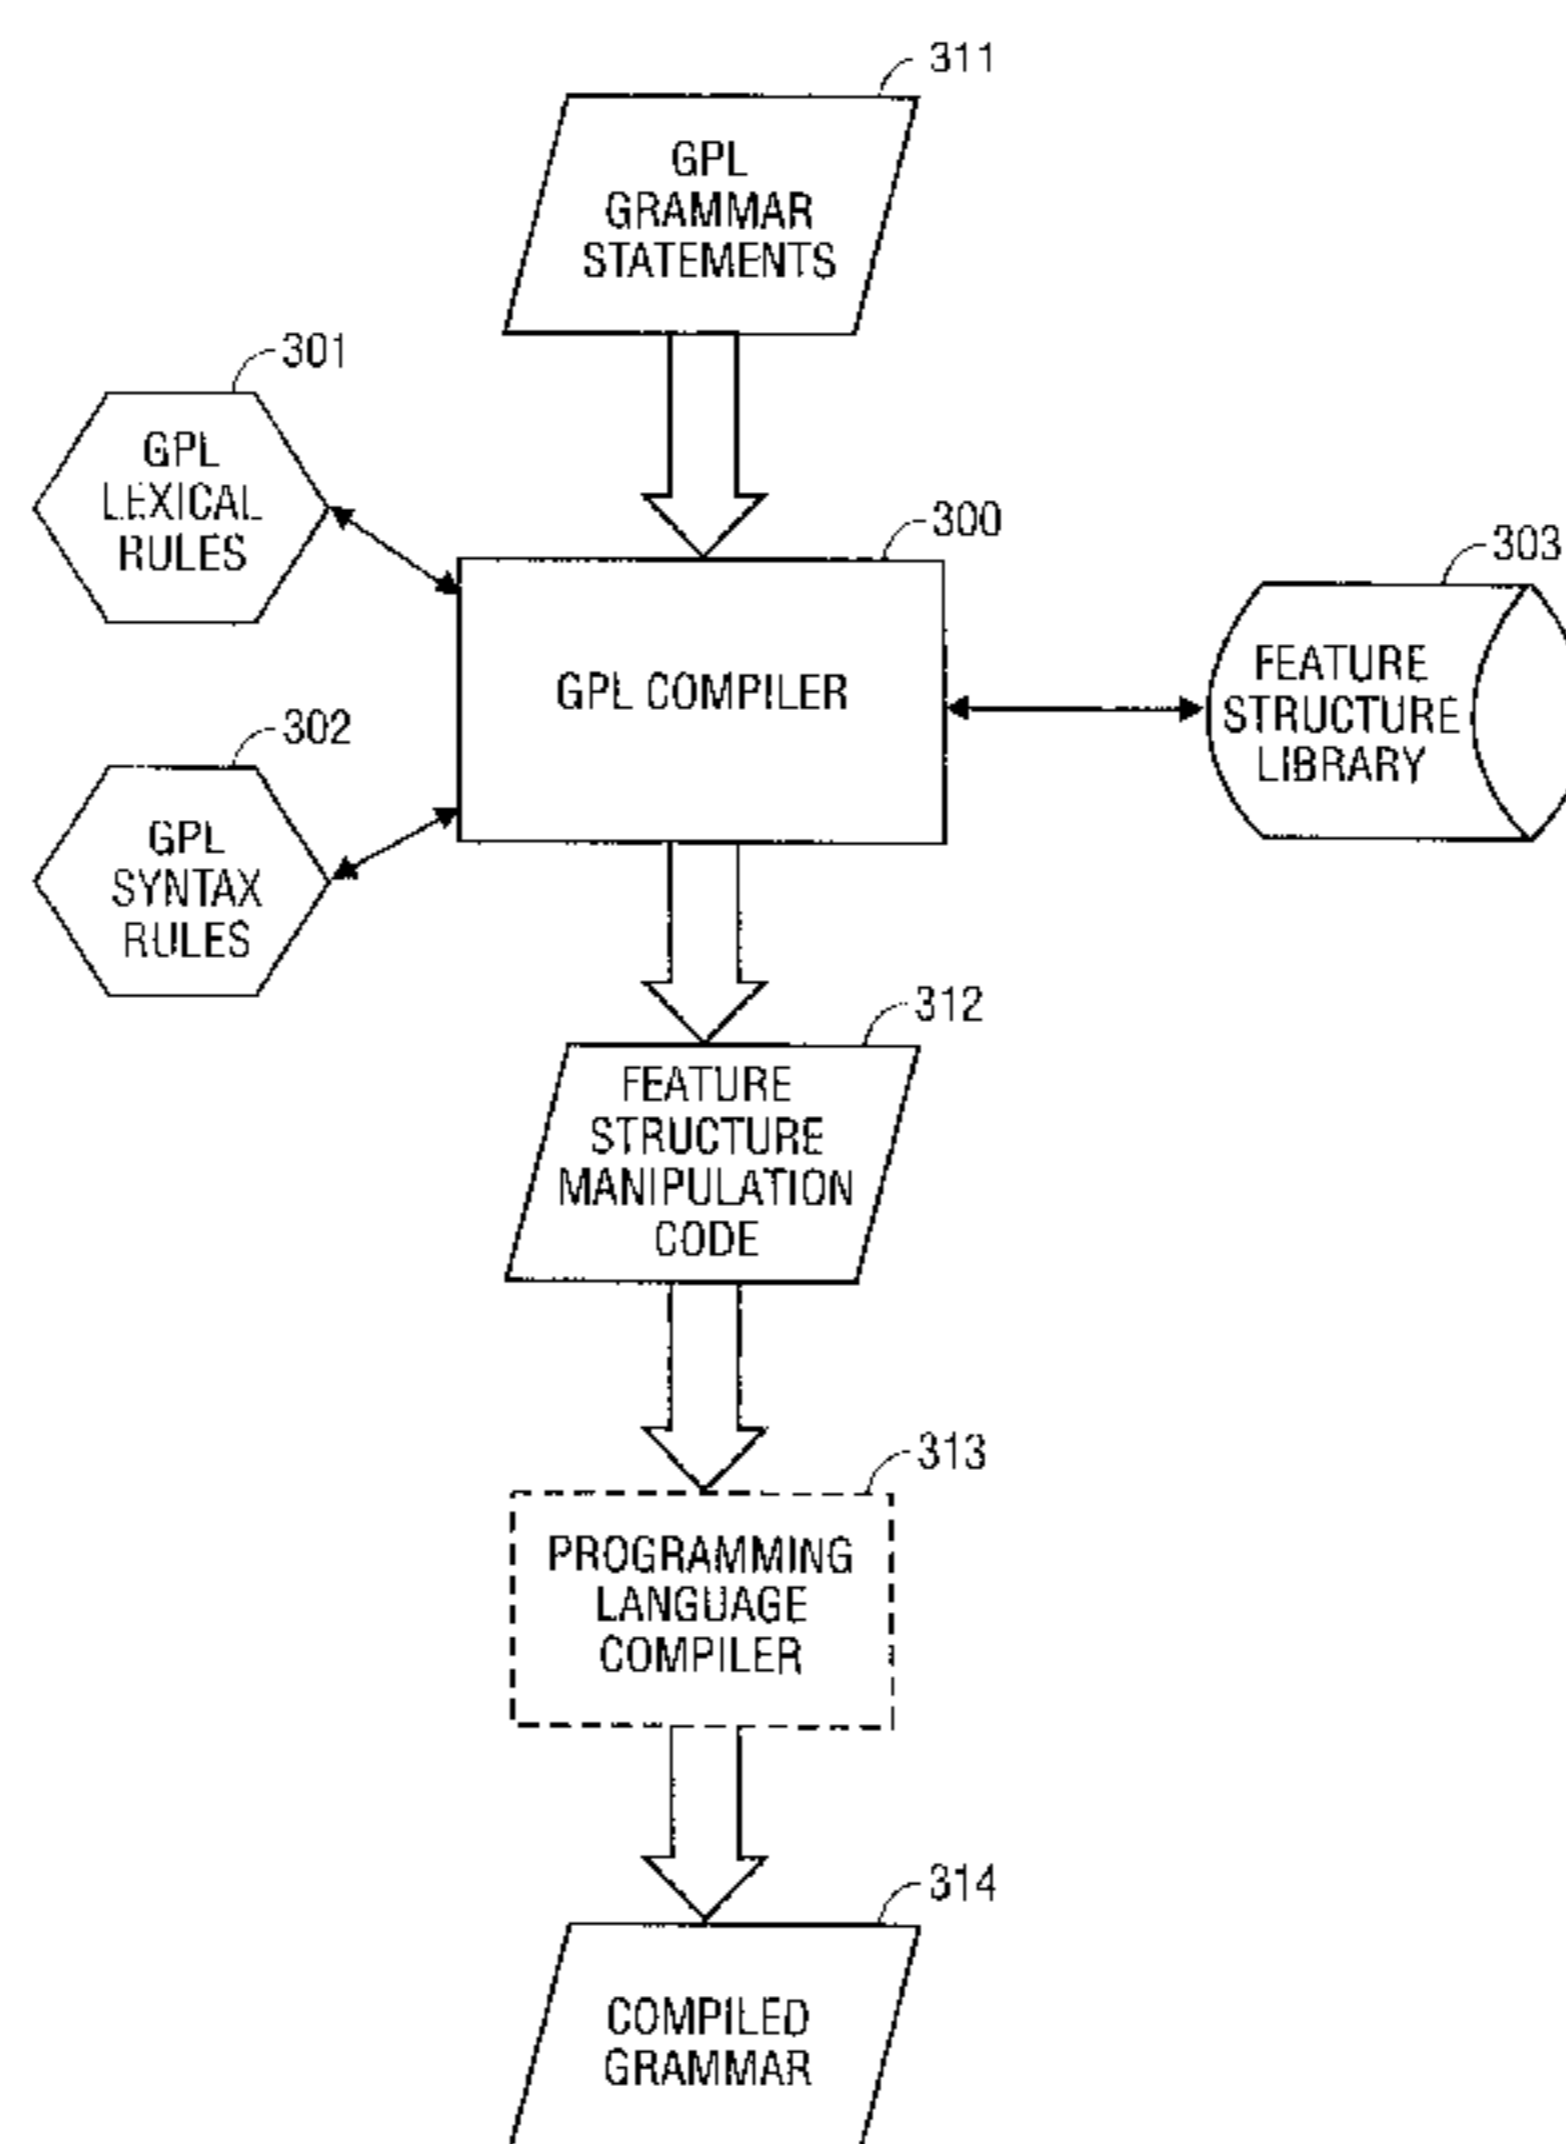 311
GPL
GRAMMAR
STATEMENTS
301
GPL
LEXICAL
RULES
300
GPL COMPILER
303
FEATURE
STRUCTURE
LIBRARY
302
GPL
SYNTAX
RULES
312
FEATURE
STRUCTURE
MANIPULATION
CODE
313
PROGRAMMING
LANGUAGE
COMPILER
314
COMPILED
GRAMMAR